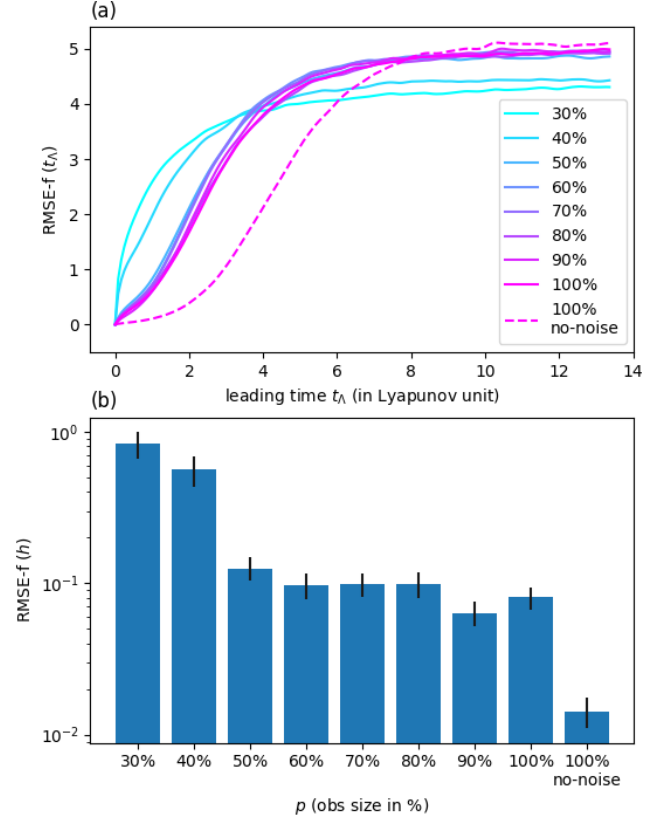 (a)
RMSE-f (t_Λ)
5
4
3
2
1
0
30%
40%
50%
60%
70%
80%
90%
100%
100%
no-noise
0 2 4 6 8 10 12 14
leading time t_Λ (in Lyapunov unit)
(b)
RMSE-f (h)
10⁰
10⁻¹
10⁻²
30% 40% 50% 60% 70% 80% 90% 100% 100%
no-noise
p (obs size in %)